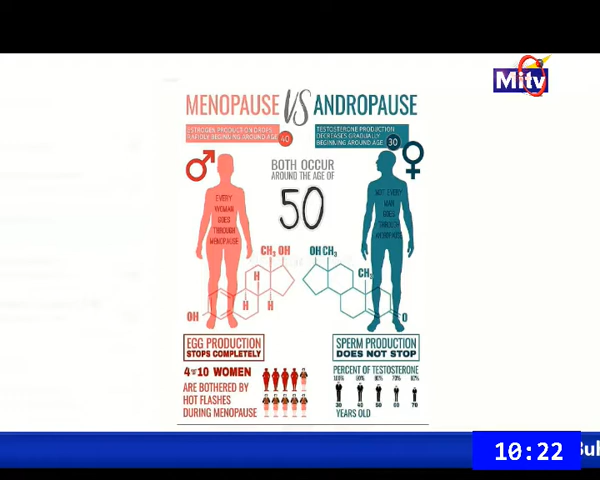 Mitv
MENOPAUSE VS ANDROPAUSE
ESTROGEN PRODUCTION DROPS
RAPIDLY BEGINNING AROUND AGE 40
TESTOSTERONE PRODUCTION
DECREASES GRADUALLY
BEGINNING AROUND AGE 30
BOTH OCCUR
AROUND THE AGE OF
50
EVERY
WOMAN
GOES
THROUGH
MENOPAUSE
NOT EVERY
MAN
GOES
THROUGH
ANDROPAUSE
CH3 OH
H
H
H
OH
OH CH3
CH3
O
EGG PRODUCTION
STOPS COMPLETELY
4 10 WOMEN
ARE BOTHERED BY
HOT FLASHES
DURING MENOPAUSE
SPERM PRODUCTION
DOES NOT STOP
PERCENT OF TESTOSTERONE
100% 90% 80% 70% 60%
30 40 50 60 70
YEARS OLD
10:22